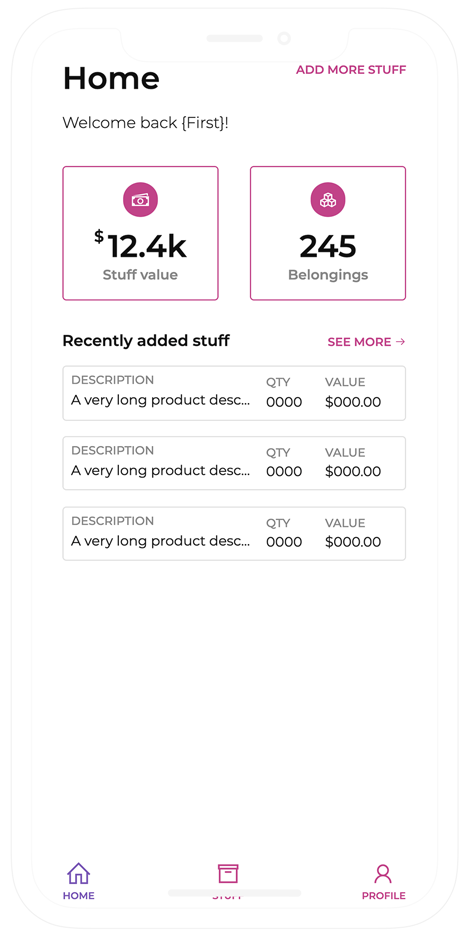 Home
ADD MORE STUFF
Welcome back {First}!
$12.4k
Stuff value
245
Belongings
Recently added stuff
SEE MORE →
DESCRIPTION QTY VALUE
A very long product desc... 0000 $000.00
DESCRIPTION QTY VALUE
A very long product desc... 0000 $000.00
DESCRIPTION QTY VALUE
A very long product desc... 0000 $000.00
HOME STUFF PROFILE